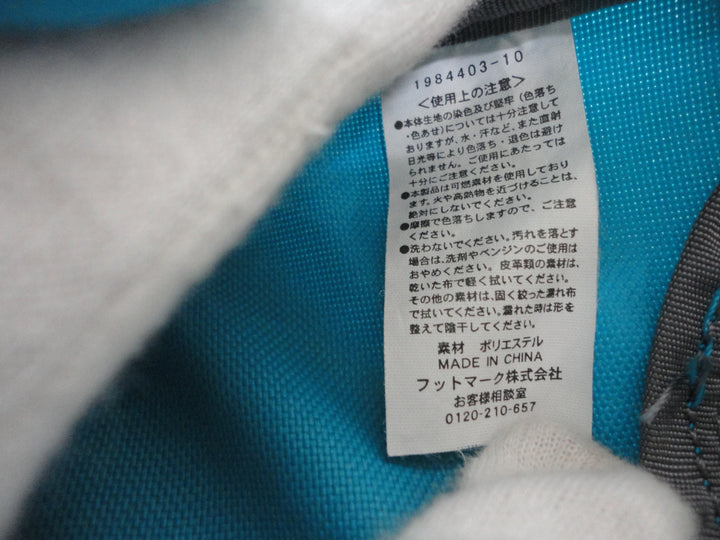 1984403-10
＜使用上の注意＞
●本体生地の染色及び堅牢（色落ち
・色あせ）については十分注意して
おりますが、水・汗など、また直射
日光等により色落ち・退色は避け
られません。ご使用にあたっては
十分にご注意ください。
●本製品は可燃素材を使用しており
ます。火や高熱物を近づけることは、
絶対にしないでください。
●摩擦で色落ちしますので、ご注意
ください。
●洗わないでください。汚れを落とす
場合は、洗剤やベンジンのご使用は
おやめください。皮革類の素材は、
乾いた布で軽く拭いてください。
その他の素材は、固く絞った濡れ布
で拭いてください。濡れた時は形を
整えて陰干してください。
素材 ポリエステル
MADE IN CHINA
フットマーク株式会社
お客様相談室
0120-210-657